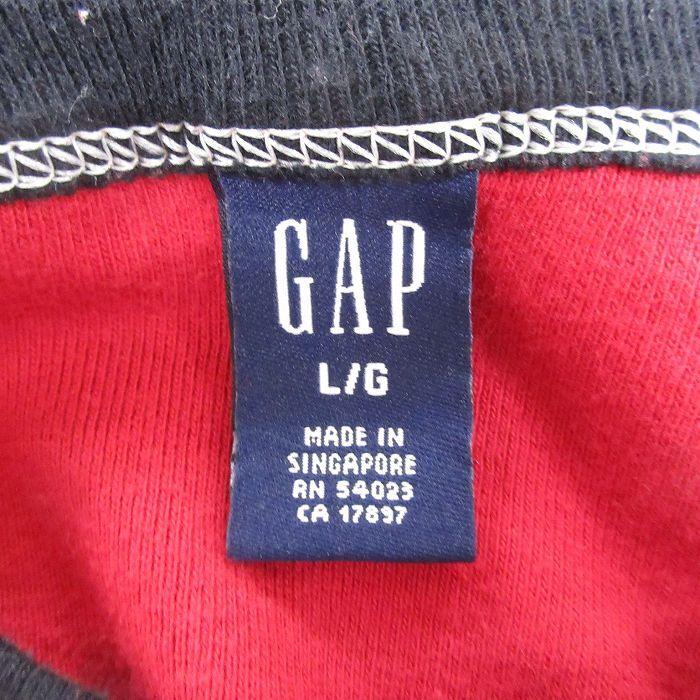 GAP
L/G
MADE IN
SINGAPORE
RN 54023
CA 17897